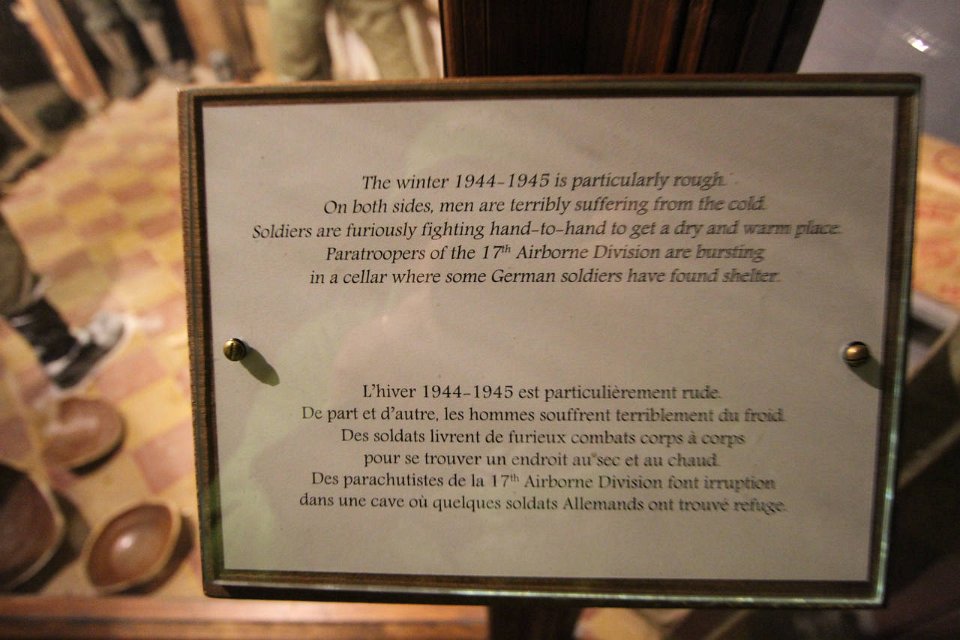 The winter 1944-1945 is particularly rough.
On both sides, men are terribly suffering from the cold.
Soldiers are furiously fighting hand-to-hand to get a dry and warm place.
Paratroopers of the 17th Airborne Division are bursting
in a cellar where some German soldiers have found shelter.
L'hiver 1944-1945 est particulièrement rude.
De part et d'autre, les hommes souffrent terriblement du froid.
Des soldats livrent de furieux combats corps à corps
pour se trouver un endroit au sec et au chaud.
Des parachutistes de la 17th Airborne Division font irruption
dans une cave où quelques soldats Allemands ont trouvé refuge.